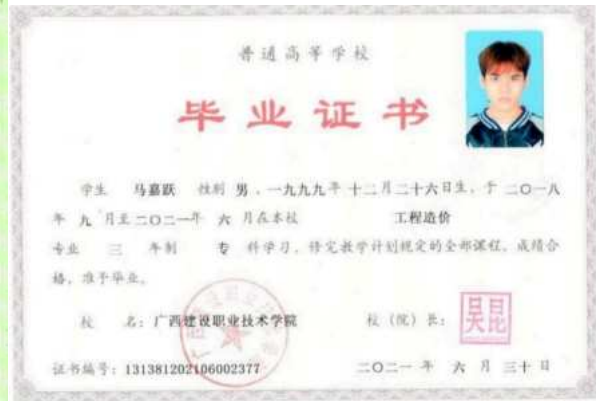 普通高等学校
毕业证书
学生 马嘉跃 性别 男，一九九九年 十二月二十六日生，于 二〇一八
年 九 月至二〇二一年 六 月在本校 工程造价
专业 三 年制 专 科学习，修完教学计划规定的全部课程，成绩合
格，准予毕业。
校 名：广西建设职业技术学院 校（院）长：吴昆
证书编号：131381202106002377 二〇二一 年 六 月 三十 日